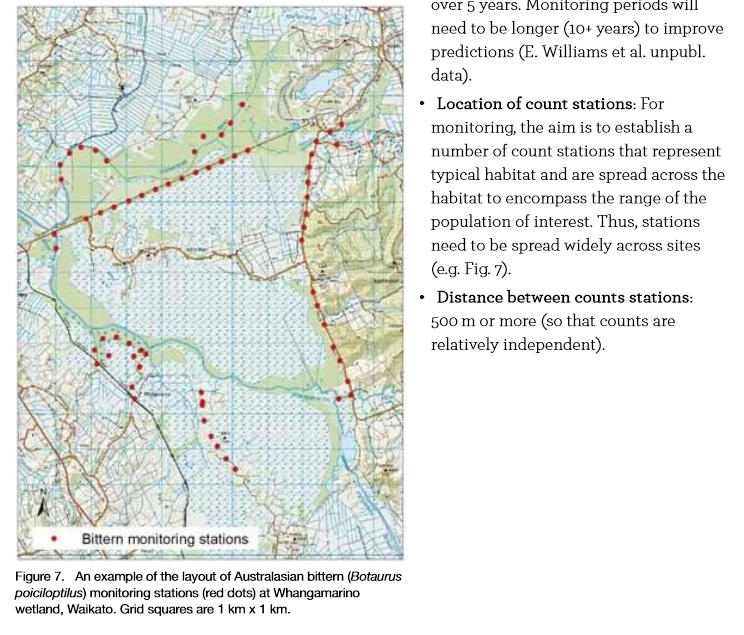 over 5 years. Monitoring periods will
need to be longer (10+ years) to improve
predictions (E. Williams et al. unpubl.
data).
• Location of count stations: For
monitoring, the aim is to establish a
number of count stations that represent
typical habitat and are spread across the
habitat to encompass the range of the
population of interest. Thus, stations
need to be spread widely across sites
(e.g. Fig. 7).
• Distance between counts stations:
500 m or more (so that counts are
relatively independent).
N
Bittern monitoring stations
Figure 7. An example of the layout of Australasian bittern (Botaurus
poiciloptilus) monitoring stations (red dots) at Whangamarino
wetland, Waikato. Grid squares are 1 km x 1 km.